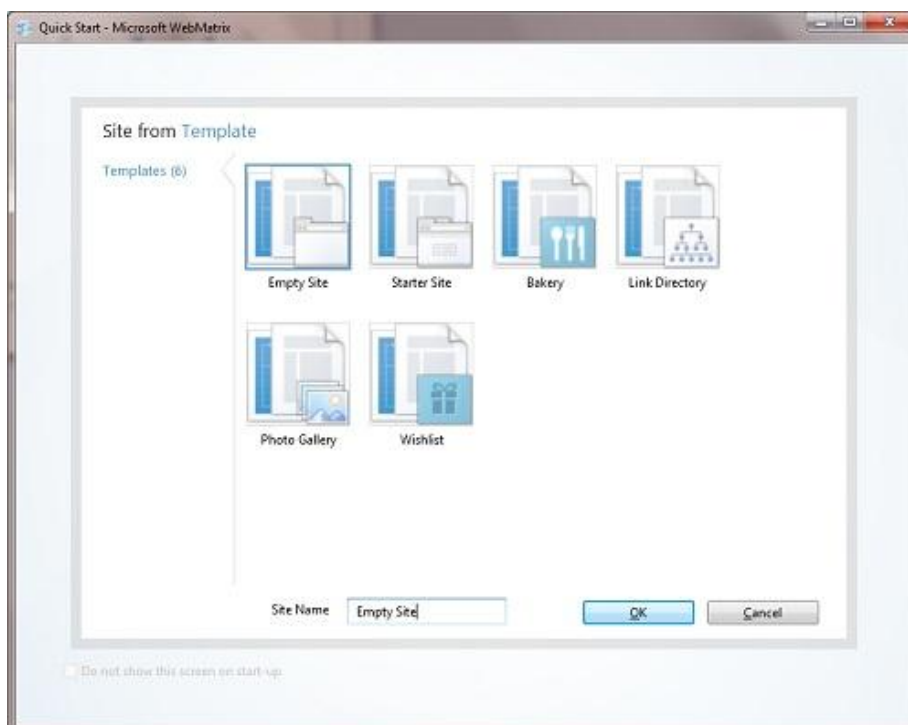 Quick Start - Microsoft WebMatrix
Site from Template
Templates (6)
Empty Site
Starter Site
Bakery
Link Directory
Photo Gallery
Wishlist
Site Name
Empty Site
OK
Cancel
Do not show this screen on start-up